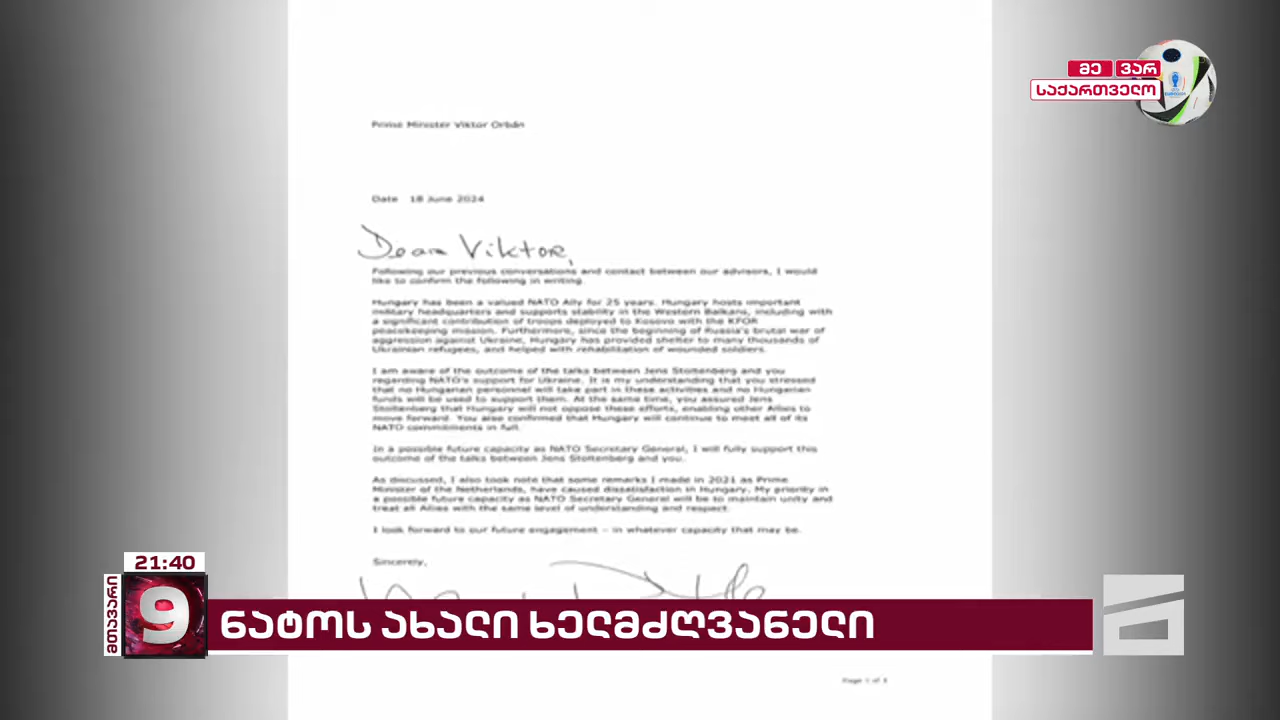 მე ვარ
საქართველო
Prime Minister Viktor Orbán
Date 18 June 2024
Dear Viktor,
Following our previous conversations and contact between our advisors, I would
like to confirm the following in writing.
Hungary has been a valued NATO Ally for 25 years. Hungary hosts important
military headquarters and supports stability in the Western Balkans, including with
a significant contribution of troops deployed to Kosovo with the KFOR
peacekeeping mission. Furthermore, since the beginning of Russia's brutal war of
aggression against Ukraine, Hungary has provided shelter to many thousands of
Ukrainian refugees, and helped with rehabilitation of wounded soldiers.
I am aware of the outcome of the talks between Jens Stoltenberg and you
regarding NATO's support for Ukraine. It is my understanding that you stressed
that no Hungarian personnel will take part in these activities and no Hungarian
funds will be used to support them. At the same time, you assured Jens
Stoltenberg that Hungary will not oppose these efforts, enabling other Allies to
move forward. You also confirmed that Hungary will continue to meet all of its
NATO commitments in full.
In a possible future capacity as NATO Secretary General, I will fully support this
outcome of the talks between Jens Stoltenberg and you.
As discussed, I also took note that some remarks I made in 2021 as Prime
Minister of the Netherlands, have caused dissatisfaction in Hungary. My priority in
a possible future capacity as NATO Secretary General will be to maintain unity and
treat all Allies with the same level of understanding and respect.
I look forward to our future engagement – in whatever capacity that may be.
Sincerely,
21:40
მთავარი
9
ნატოს ახალი ხელმძღვანელი
Page 1 of